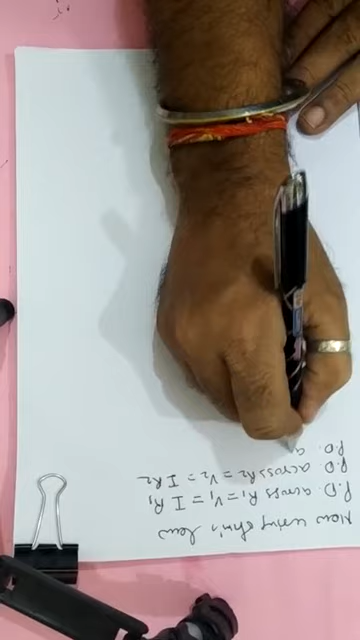 Now using ohm's law
P.D. across R1 = V1 = I R1
P.D across R2 = V2 = I R2
P.D. a